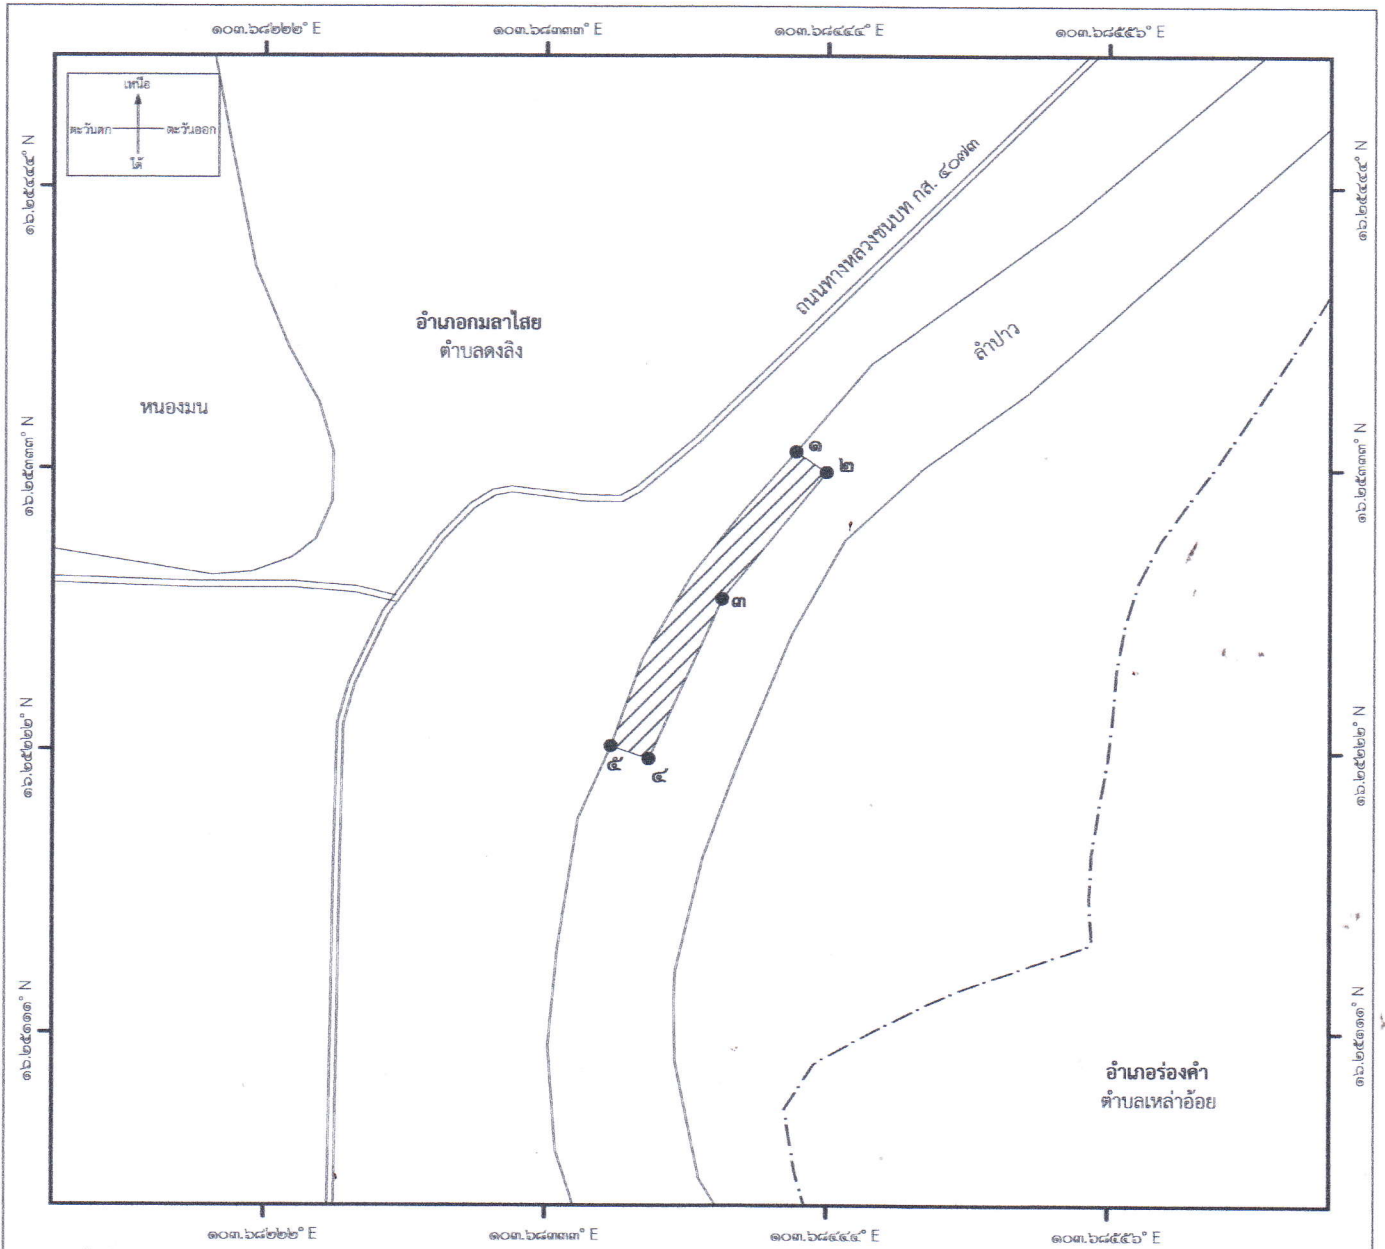 ๑๐๓.๖๘๒๒๒° E
๑๐๓.๖๘๓๓๓° E
๑๐๓.๖๘๔๔๔° E
๑๐๓.๖๘๕๕๖° E
เหนือ
ตะวันตก
ตะวันออก
ใต้
๑๖.๒๕๔๔๔° N
๑๖.๒๕๔๔๔° N
ถนนทางหลวงชนบท กส. ๔๐๗๓
อำเภอกมลาไสย
ตำบลดงลิง
ลำปาว
หนองมน
๑๖.๒๕๓๓๓° N
๑๖.๒๕๓๓๓° N
๑
๒
๓
๑๖.๒๕๒๒๒° N
๑๖.๒๕๒๒๒° N
๕
๔
๑๖.๒๕๑๑๑° N
๑๖.๒๕๑๑๑° N
อำเภอร่องคำ
ตำบลเหล่าอ้อย
๑๐๓.๖๘๒๒๒° E
๑๐๓.๖๘๓๓๓° E
๑๐๓.๖๘๔๔๔° E
๑๐๓.๖๘๕๕๖° E